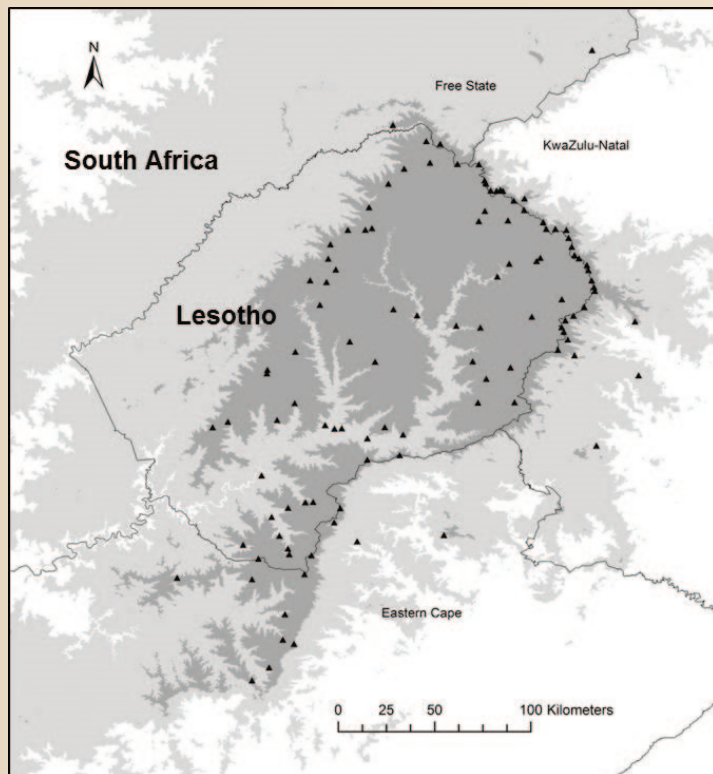 N
Free State
KwaZulu-Natal
South Africa
Lesotho
Eastern Cape
0 25 50 100 Kilometers